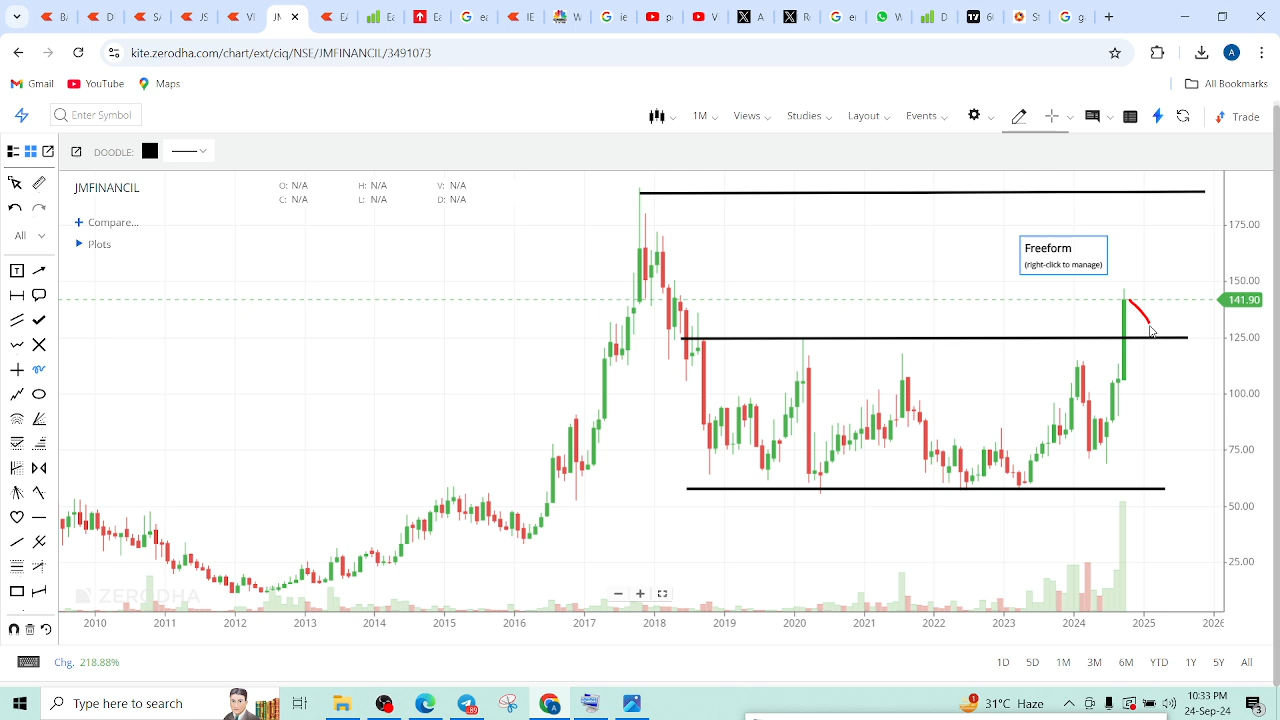 kite.zerodha.com/chart/ext/ciq/NSE/JMFINANCIL/3491073
A
Gmail
YouTube
Maps
All Bookmarks
Enter Symbol
1M
Views
Studies
Layout
Events
Trade
DOODLE:
JMFINANCIL
O: N/A
H: N/A
V: N/A
C: N/A
L: N/A
D: N/A
Compare...
Plots
All
Freeform
(right-click to manage)
175.00
150.00
141.90
125.00
100.00
75.00
50.00
25.00
ZERODHA
2010
2011
2012
2013
2014
2015
2016
2017
2018
2019
2020
2021
2022
2023
2024
2025
2026
Chg. 218.88%
1D
5D
1M
3M
6M
YTD
1Y
5Y
All
Type here to search
31°C Haze
10:33 PM
24-Sep-24